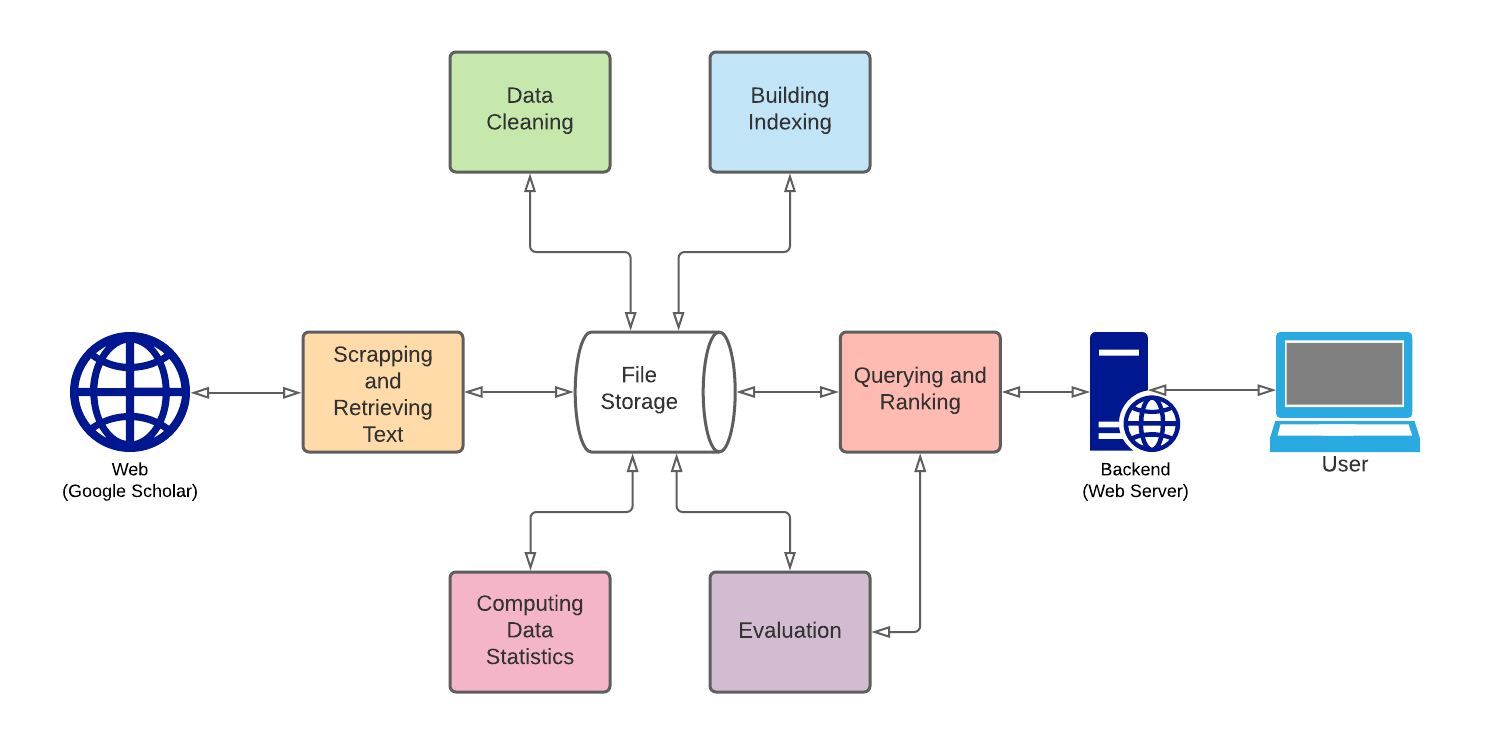 Data
Cleaning
Building
Indexing
Web
(Google Scholar)
Scrapping
and
Retrieving
Text
File
Storage
Querying and
Ranking
Backend
(Web Server)
User
Computing
Data
Statistics
Evaluation